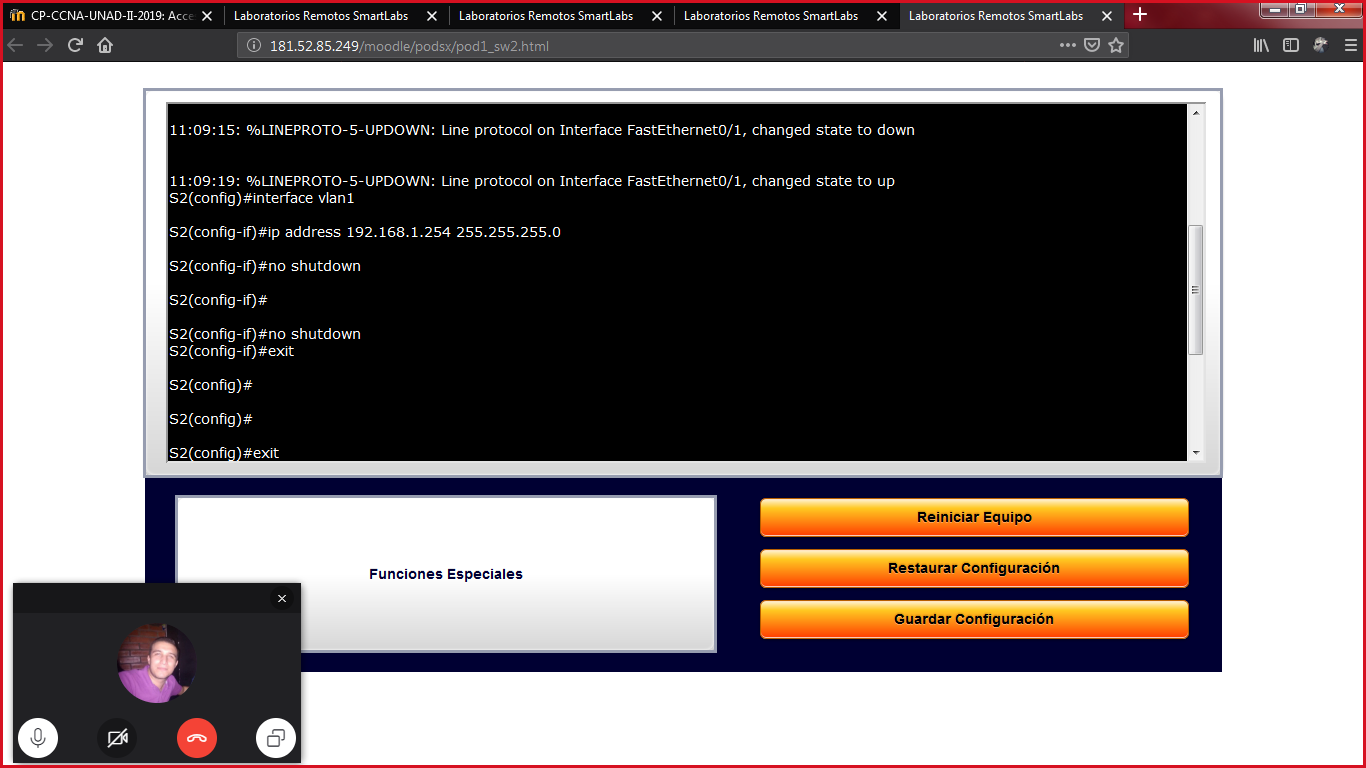 CP-CCNA-UNAD-II-2019: Acce
Laboratorios Remotos SmartLabs
Laboratorios Remotos SmartLabs
Laboratorios Remotos SmartLabs
Laboratorios Remotos SmartLabs
181.52.85.249/moodle/podsx/pod1_sw2.html
11:09:15: %LINEPROTO-5-UPDOWN: Line protocol on Interface FastEthernet0/1, changed state to down
11:09:19: %LINEPROTO-5-UPDOWN: Line protocol on Interface FastEthernet0/1, changed state to up
S2(config)#interface vlan1
S2(config-if)#ip address 192.168.1.254 255.255.255.0
S2(config-if)#no shutdown
S2(config-if)#
S2(config-if)#no shutdown
S2(config-if)#exit
S2(config)#
S2(config)#
S2(config)#exit
Funciones Especiales
Reiniciar Equipo
Restaurar Configuración
Guardar Configuración